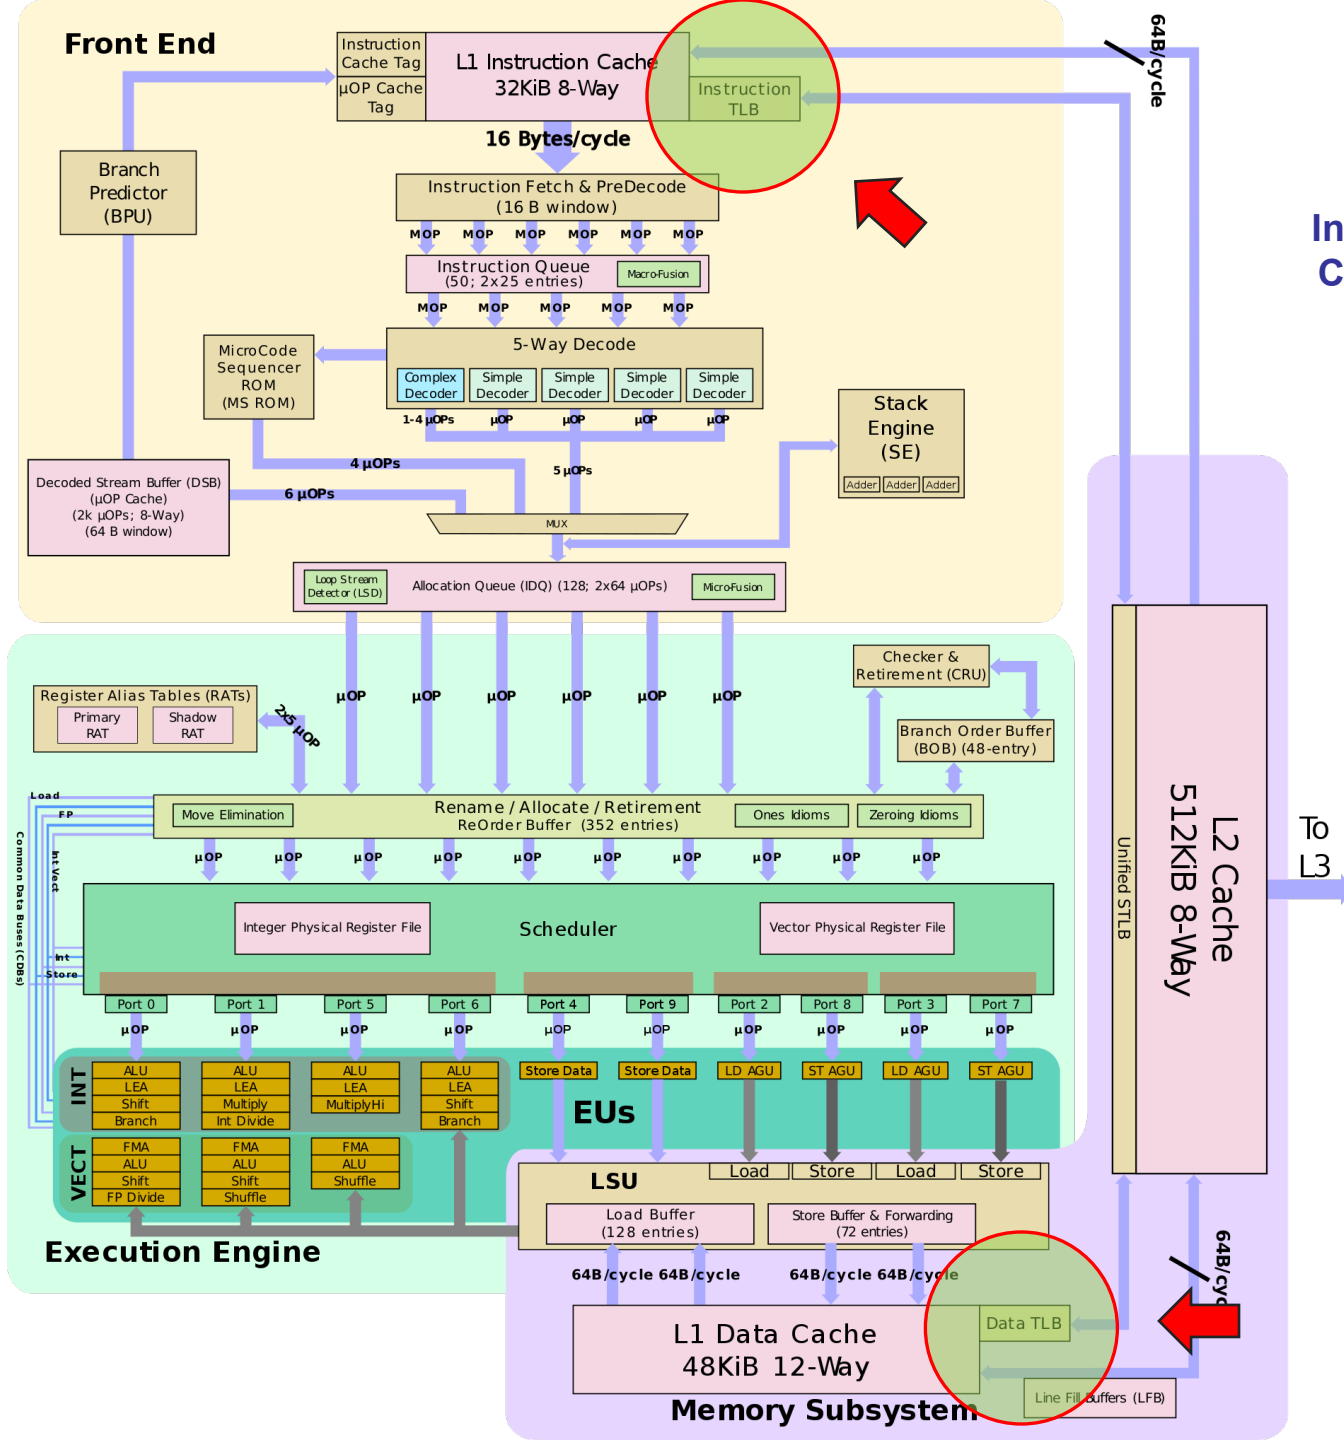 Front End
Instruction
Cache Tag
µOP Cache
Tag
L1 Instruction Cache
32KiB 8-Way
Instruction
TLB
64B/cycle
16 Bytes/cycle
Branch
Predictor
(BPU)
Instruction Fetch & PreDecode
(16 B window)
MOP MOP MOP MOP MOP MOP
Instruction Queue
(50; 2x25 entries)
Macro-Fusion
MOP MOP MOP MOP MOP
MicroCode
Sequencer
ROM
(MS ROM)
5-Way Decode
Complex
Decoder
Simple
Decoder
Simple
Decoder
Simple
Decoder
Simple
Decoder
1-4 µOPs µOP µOP µOP µOP
Stack
Engine
(SE)
Adder Adder Adder
4 µOPs
5 µOPs
Decoded Stream Buffer (DSB)
(µOP Cache)
(2k µOPs; 8-Way)
(64 B window)
6 µOPs
MUX
Loop Stream
Detector (LSD)
Allocation Queue (IDQ) (128; 2x64 µOPs)
Micro-Fusion
µOP µOP µOP µOP µOP µOP
Register Alias Tables (RATs)
Primary
RAT
Shadow
RAT
2x5 µOP
Checker &
Retirement (CRU)
Branch Order Buffer
(BOB) (48-entry)
Load
FP
Int Vect
Common Data Buses (CDBs)
Int
Store
Move Elimination
Rename / Allocate / Retirement
ReOrder Buffer (352 entries)
Ones Idioms
Zeroing Idioms
µOP µOP µOP µOP µOP µOP µOP µOP µOP µOP
Integer Physical Register File
Scheduler
Vector Physical Register File
Port 0 Port 1 Port 5 Port 6 Port 4 Port 9 Port 2 Port 8 Port 3 Port 7
µOP µOP µOP µOP µOP µOP µOP µOP µOP µOP
INT
ALU
LEA
Shift
Branch
ALU
LEA
Multiply
Int Divide
ALU
LEA
MultiplyHi
ALU
LEA
Shift
Branch
Store Data
Store Data
LD AGU
ST AGU
LD AGU
ST AGU
EUs
VECT
FMA
ALU
Shift
FP Divide
FMA
ALU
Shift
Shuffle
FMA
ALU
Shuffle
Execution Engine
LSU
Load Store Load Store
Load Buffer
(128 entries)
Store Buffer & Forwarding
(72 entries)
64B/cycle 64B/cycle 64B/cycle 64B/cycle
L1 Data Cache
48KiB 12-Way
Data TLB
Line Fill Buffers (LFB)
Memory Subsystem
Unified STLB
L2 Cache
512KiB 8-Way
To
L3
64B/cyc
In
C